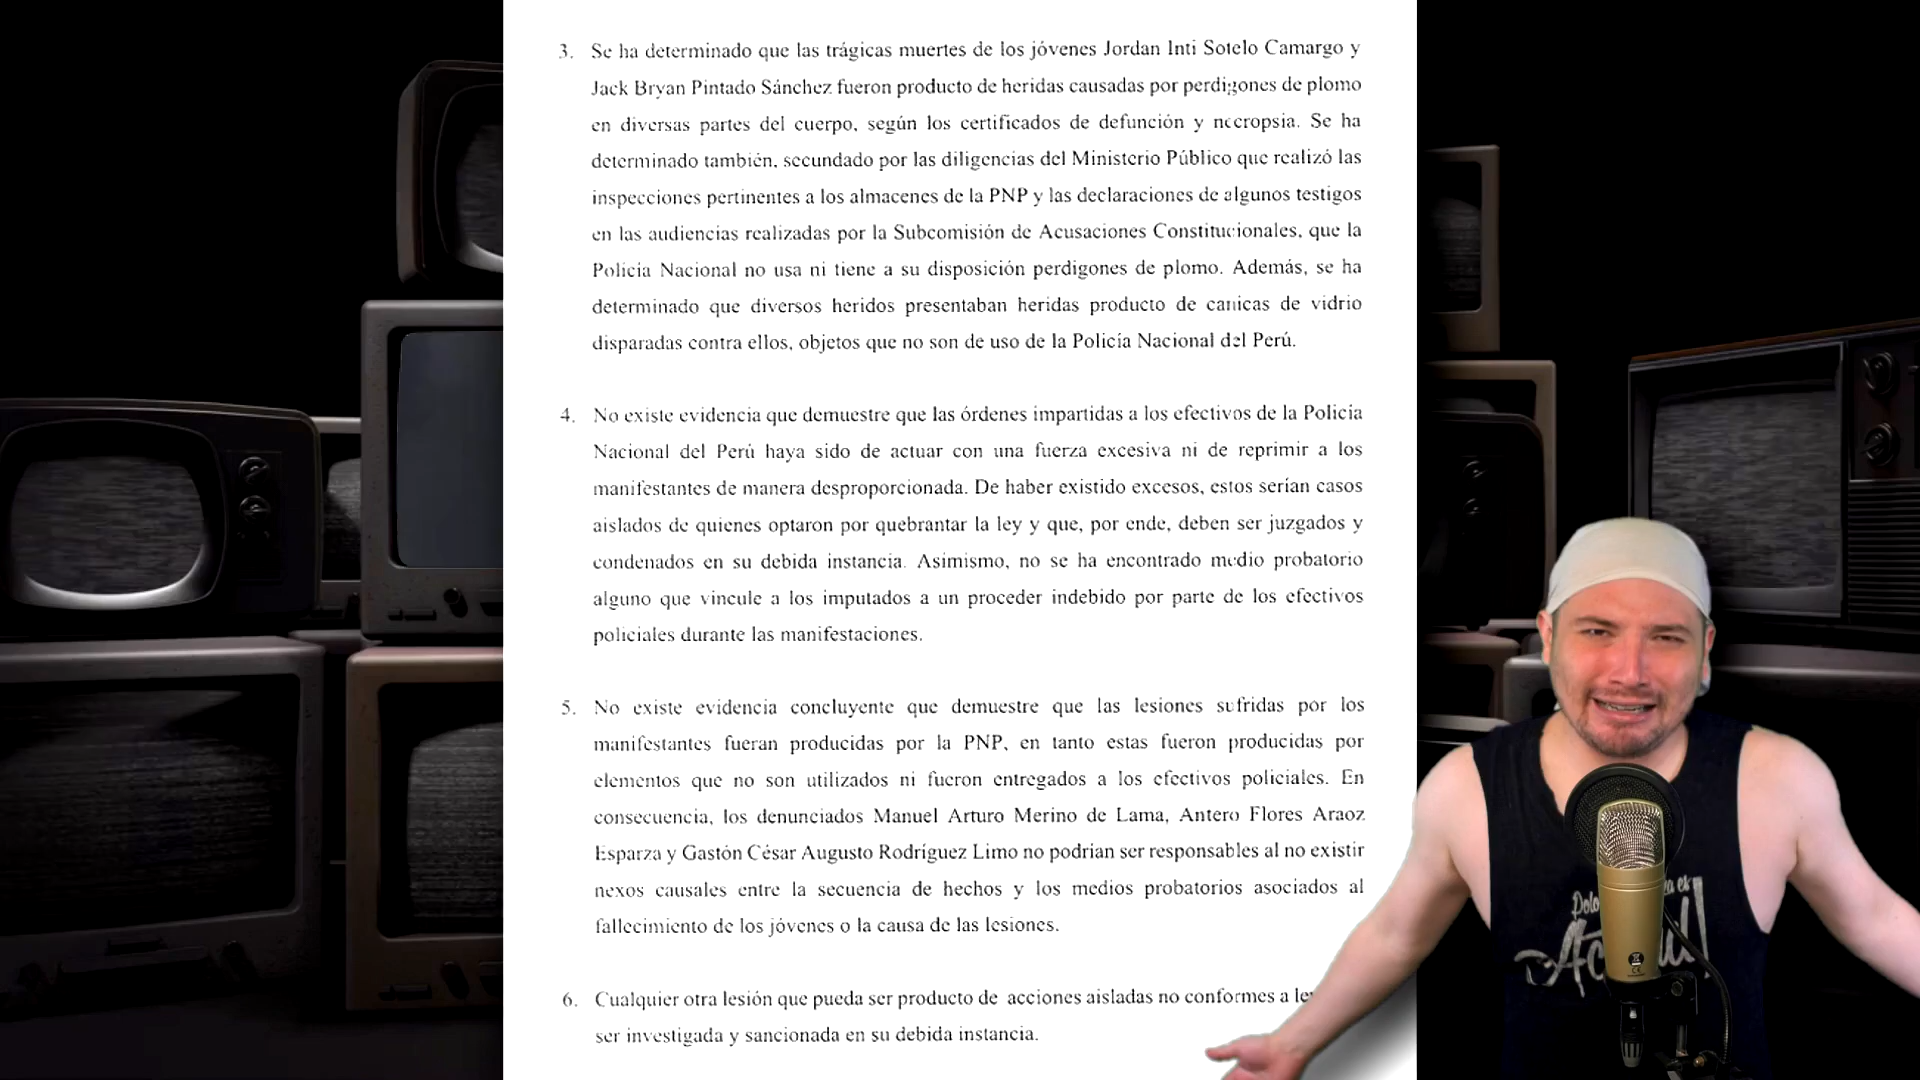 3. Se ha determinado que las trágicas muertes de los jóvenes Jordan Inti Sotelo Camargo y
Jack Bryan Pintado Sánchez fueron producto de heridas causadas por perdigones de plomo
en diversas partes del cuerpo, según los certificados de defunción y necropsia. Se ha
determinado también, secundado por las diligencias del Ministerio Público que realizó las
inspecciones pertinentes a los almacenes de la PNP y las declaraciones de algunos testigos
en las audiencias realizadas por la Subcomisión de Acusaciones Constitucionales, que la
Policía Nacional no usa ni tiene a su disposición perdigones de plomo. Además, se ha
determinado que diversos heridos presentaban heridas producto de canicas de vidrio
disparadas contra ellos, objetos que no son de uso de la Policía Nacional del Perú.
4. No existe evidencia que demuestre que las órdenes impartidas a los efectivos de la Policía
Nacional del Perú haya sido de actuar con una fuerza excesiva ni de reprimir a los
manifestantes de manera desproporcionada. De haber existido excesos, estos serían casos
aislados de quienes optaron por quebrantar la ley y que, por ende, deben ser juzgados y
condenados en su debida instancia. Asimismo, no se ha encontrado medio probatorio
alguno que vincule a los imputados a un proceder indebido por parte de los efectivos
policiales durante las manifestaciones.
5. No existe evidencia concluyente que demuestre que las lesiones sufridas por los
manifestantes fueran producidas por la PNP, en tanto estas fueron producidas por
elementos que no son utilizados ni fueron entregados a los efectivos policiales. En
consecuencia, los denunciados Manuel Arturo Merino de Lama, Antero Flores Araoz
Esparza y Gastón César Augusto Rodríguez Limo no podrían ser responsables al no existir
nexos causales entre la secuencia de hechos y los medios probatorios asociados al
fallecimiento de los jóvenes o la causa de las lesiones.
6. Cualquier otra lesión que pueda ser producto de acciones aisladas no conformes a le
ser investigada y sancionada en su debida instancia.